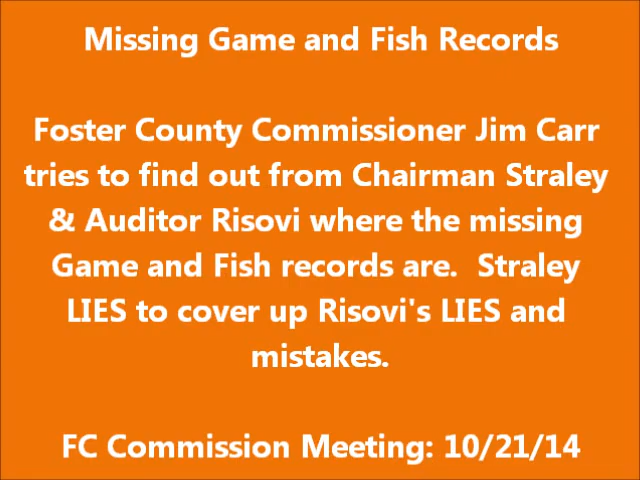 Missing Game and Fish Records
Foster County Commissioner Jim Carr
tries to find out from Chairman Straley
& Auditor Risovi where the missing
Game and Fish records are.  Straley
LIES to cover up Risovi's LIES and
mistakes.
FC Commission Meeting: 10/21/14